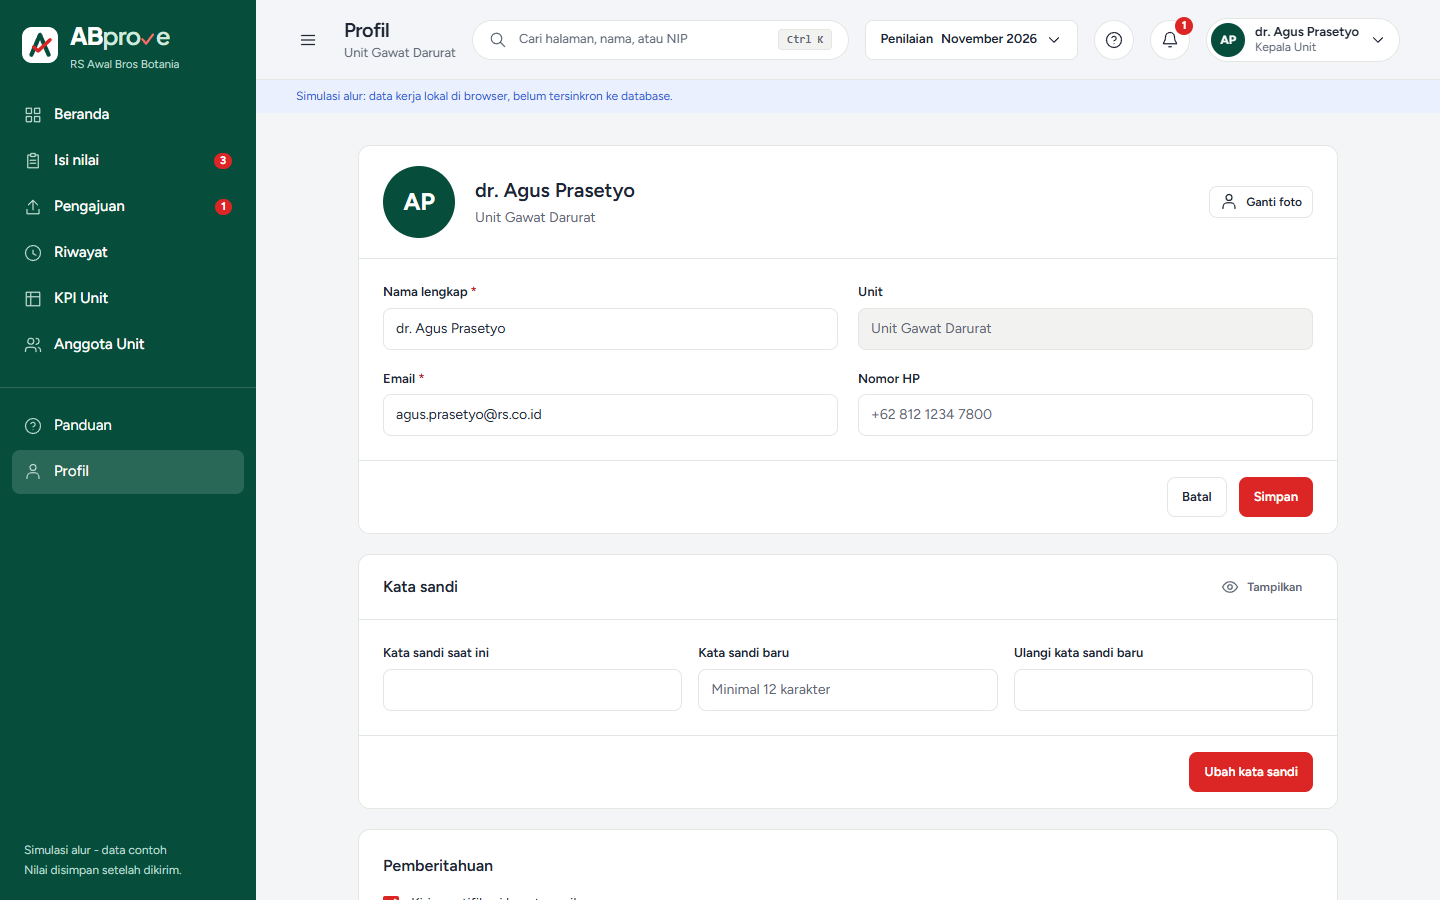 ABprove
RS Awal Bros Botania
Beranda
Isi nilai 3
Pengajuan 1
Riwayat
KPI Unit
Anggota Unit
Panduan
Profil
Simulasi alur - data contoh
Nilai disimpan setelah dikirim.
Profil
Unit Gawat Darurat
Cari halaman, nama, atau NIP Ctrl K
Penilaian November 2026
1
AP
dr. Agus Prasetyo
Kepala Unit
Simulasi alur: data kerja lokal di browser, belum tersinkron ke database.
AP
dr. Agus Prasetyo
Unit Gawat Darurat
Ganti foto
Nama lengkap *
dr. Agus Prasetyo
Unit
Unit Gawat Darurat
Email *
agus.prasetyo@rs.co.id
Nomor HP
+62 812 1234 7800
Batal
Simpan
Kata sandi
Tampilkan
Kata sandi saat ini
Kata sandi baru
Minimal 12 karakter
Ulangi kata sandi baru
Ubah kata sandi
Pemberitahuan